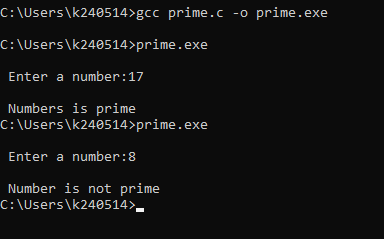 C:\Users\k240514>gcc prime.c -o prime.exe
C:\Users\k240514>prime.exe
Enter a number:17
Numbers is prime
C:\Users\k240514>prime.exe
Enter a number:8
Number is not prime
C:\Users\k240514>